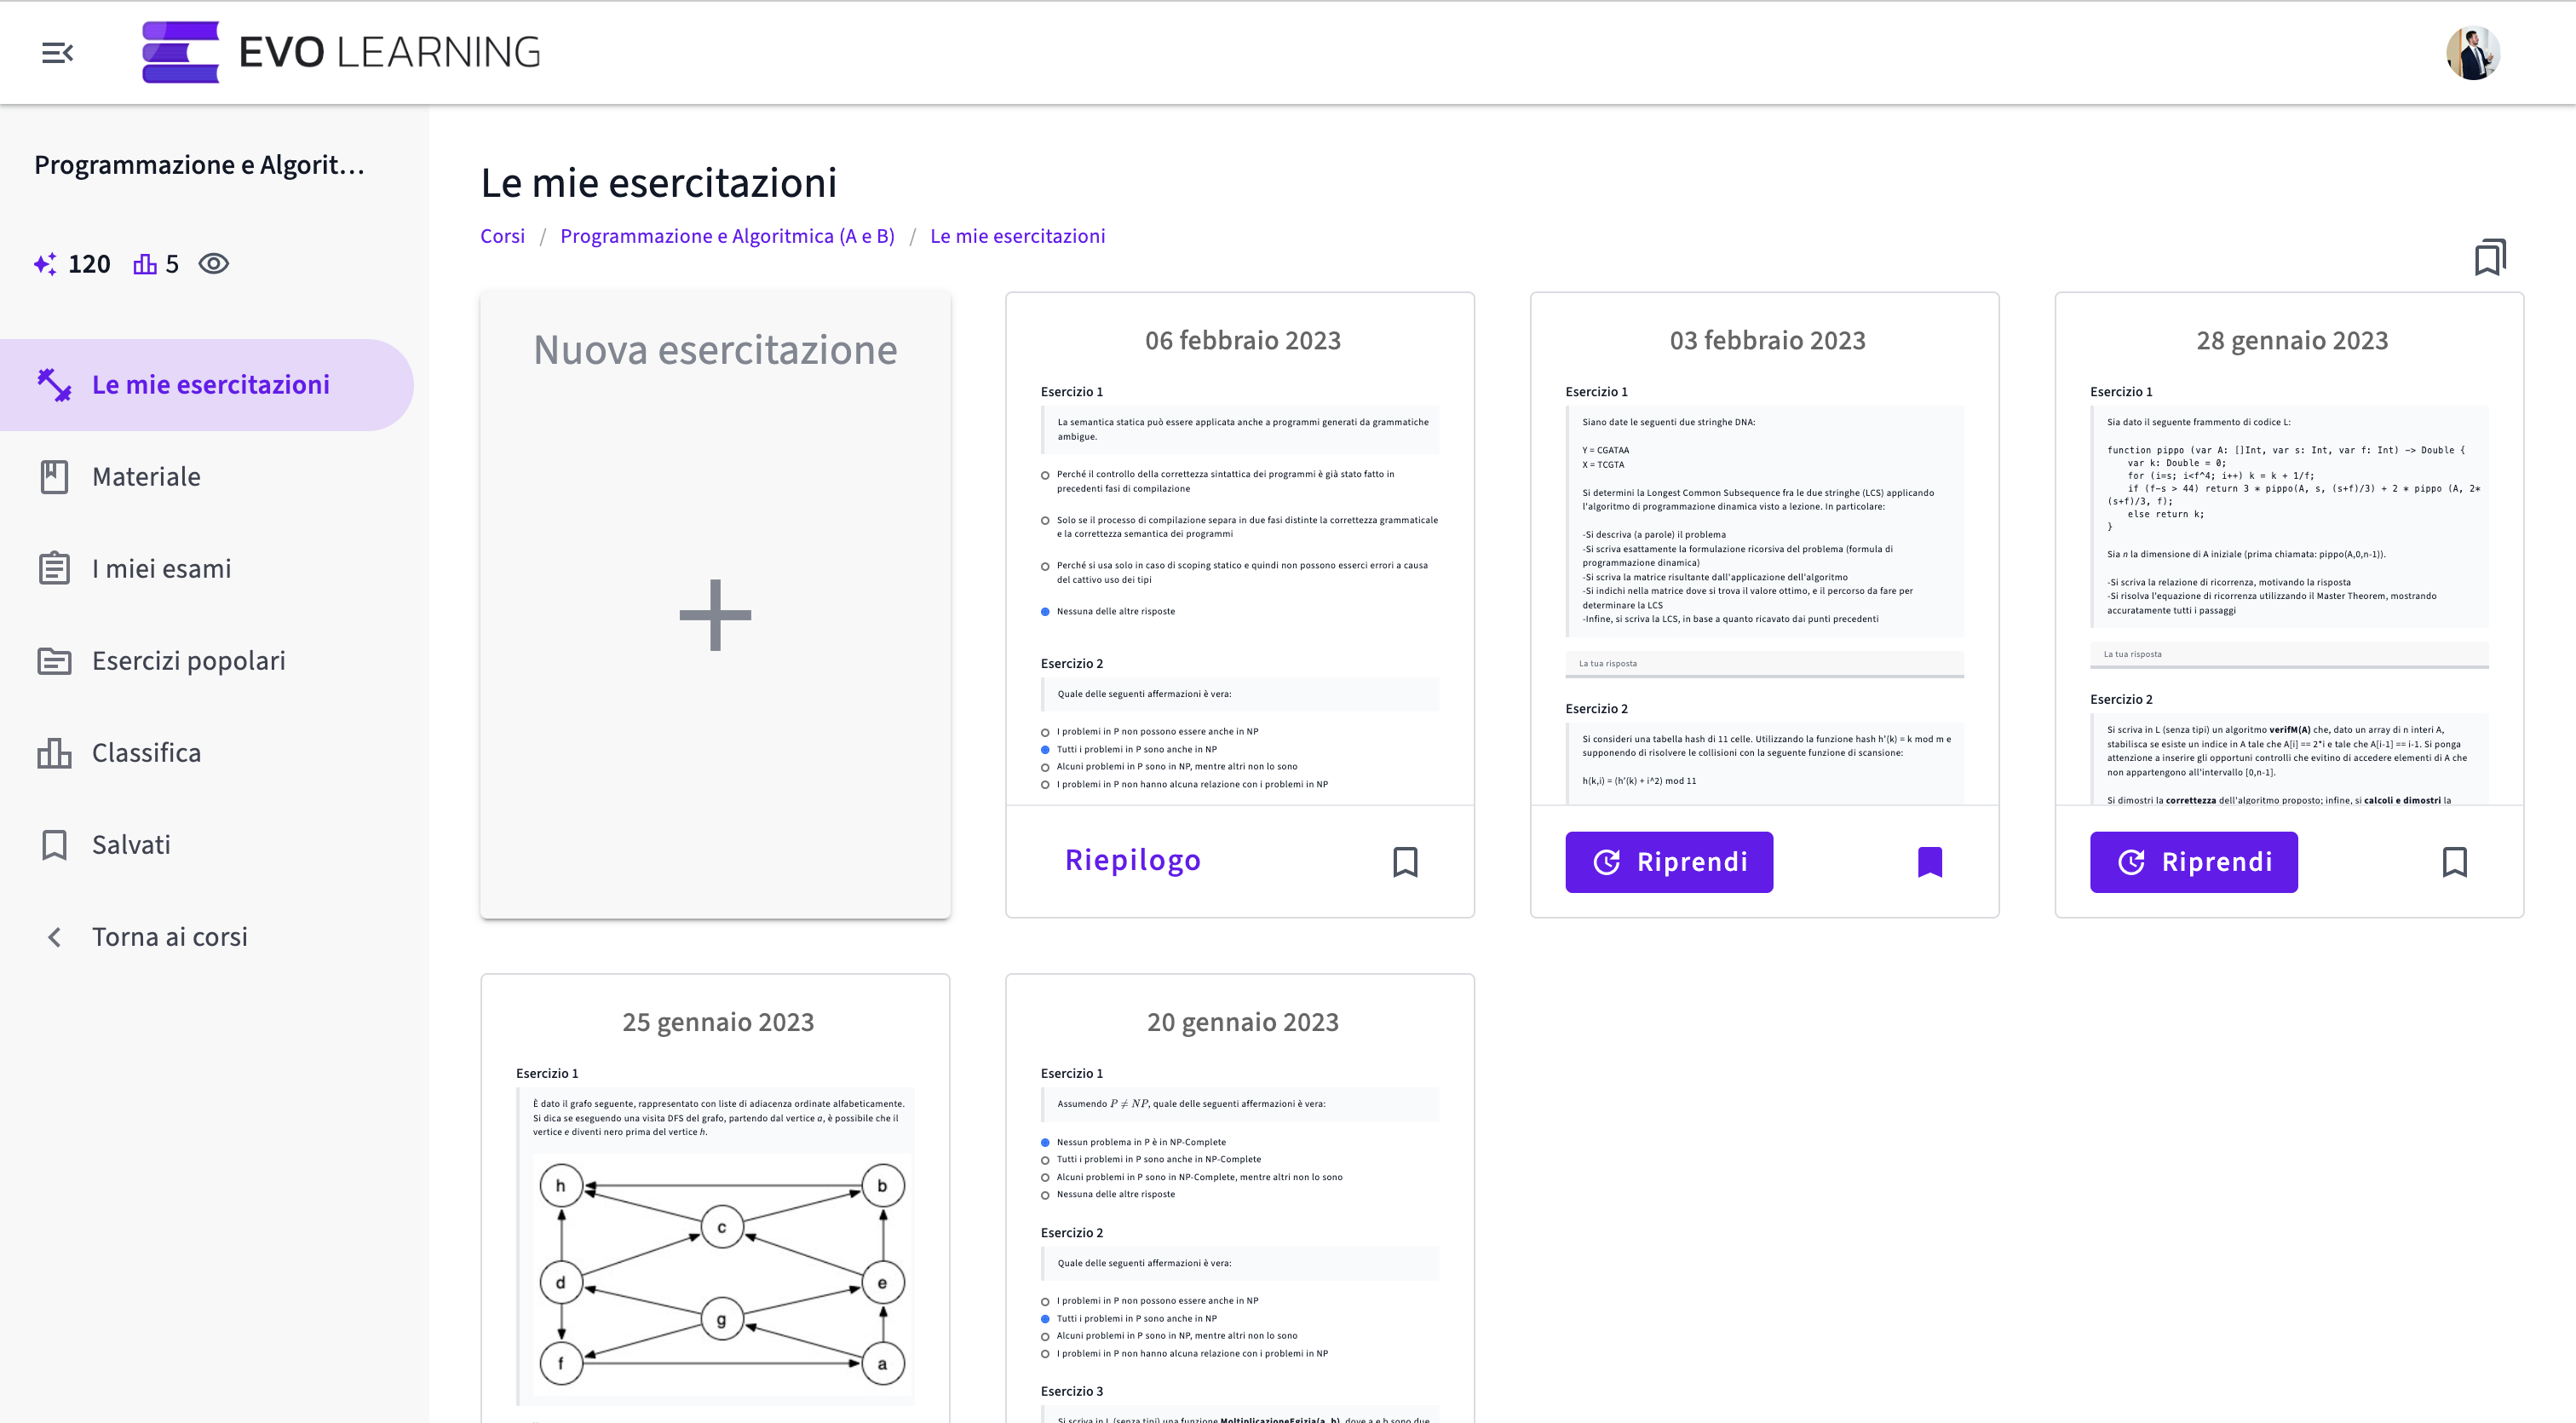 EVO LEARNING
Programmazione e Algorit...
120 5
Le mie esercitazioni
Materiale
I miei esami
Esercizi popolari
Classifica
Salvati
Torna ai corsi
Le mie esercitazioni
Corsi / Programmazione e Algoritmica (A e B) / Le mie esercitazioni
Nuova esercitazione
06 febbraio 2023
Esercizio 1
La semantica statica può essere applicata anche a programmi generati da grammatiche
ambigue.
Perché il controllo della correttezza sintattica dei programmi è già stato fatto in
precedenti fasi di compilazione
Solo se il processo di compilazione separa in due fasi distinte la correttezza grammaticale
e la correttezza semantica dei programmi
Perché si usa solo in caso di scoping statico e quindi non possono esserci errori a causa
del cattivo uso dei tipi
Nessuna delle altre risposte
Esercizio 2
Quale delle seguenti affermazioni è vera:
I problemi in P non possono essere anche in NP
Tutti i problemi in P sono anche in NP
Alcuni problemi in P sono in NP, mentre altri non lo sono
I problemi in P non hanno alcuna relazione con i problemi in NP
Riepilogo
03 febbraio 2023
Esercizio 1
Siano date le seguenti due stringhe DNA:
Y = CGATAA
X = TCGTA
Si determini la Longest Common Subsequence fra le due stringhe (LCS) applicando
l'algoritmo di programmazione dinamica visto a lezione. In particolare:
-Si descriva (a parole) il problema
-Si scriva esattamente la formulazione ricorsiva del problema (formula di
programmazione dinamica)
-Si scriva la matrice risultante dall'applicazione dell'algoritmo
-Si indichi nella matrice dove si trova il valore ottimo, e il percorso da fare per
determinare la LCS
-Infine, si scriva la LCS, in base a quanto ricavato dai punti precedenti
La tua risposta
Esercizio 2
Si consideri una tabella hash di 11 celle. Utilizzando la funzione hash h'(k) = k mod m e
supponendo di risolvere le collisioni con la seguente funzione di scansione:
h(k,i) = (h'(k) + i^2) mod 11
Riprendi
28 gennaio 2023
Esercizio 1
Sia dato il seguente frammento di codice L:
function pippo (var A: []Int, var s: Int, var f: Int) -> Double {
var k: Double = 0;
for (i=s; i<f^4; i++) k = k + 1/f;
if (f-s > 44) return 3 * pippo(A, s, (s+f)/3) + 2 * pippo (A, 2*
(s+f)/3, f);
else return k;
}
Sia n la dimensione di A iniziale (prima chiamata: pippo(A,0,n-1)).
-Si scriva la relazione di ricorrenza, motivando la risposta
-Si risolva l'equazione di ricorrenza utilizzando il Master Theorem, mostrando
accuratamente tutti i passaggi
La tua risposta
Esercizio 2
Si scriva in L (senza tipi) un algoritmo verifM(A) che, dato un array di n interi A,
stabilisca se esiste un indice in A tale che A[i] == 2*i e tale che A[i-1] == i-1. Si ponga
attenzione a inserire gli opportuni controlli che evitino di accedere elementi di A che
non appartengono all'intervallo [0,n-1].
Si dimostri la correttezza dell'algoritmo proposto; infine, si calcoli e dimostri la
Riprendi
25 gennaio 2023
Esercizio 1
È dato il grafo seguente, rappresentato con liste di adiacenza ordinate alfabeticamente.
Si dica se eseguendo una visita DFS del grafo, partendo dal vertice a, è possibile che il
vertice e diventi nero prima del vertice h.
h b
c
d e
g
f a
20 gennaio 2023
Esercizio 1
Assumendo P ≠ NP, quale delle seguenti affermazioni è vera:
Nessun problema in P è in NP-Complete
Tutti i problemi in P sono anche in NP-Complete
Alcuni problemi in P sono in NP-Complete, mentre altri non lo sono
Nessuna delle altre risposte
Esercizio 2
Quale delle seguenti affermazioni è vera:
I problemi in P non possono essere anche in NP
Tutti i problemi in P sono anche in NP
Alcuni problemi in P sono in NP, mentre altri non lo sono
I problemi in P non hanno alcuna relazione con i problemi in NP
Esercizio 3
Si scriva in L (senza tipi) una funzione MoltiplicazioneEgizia(a, b), dove a e b sono due